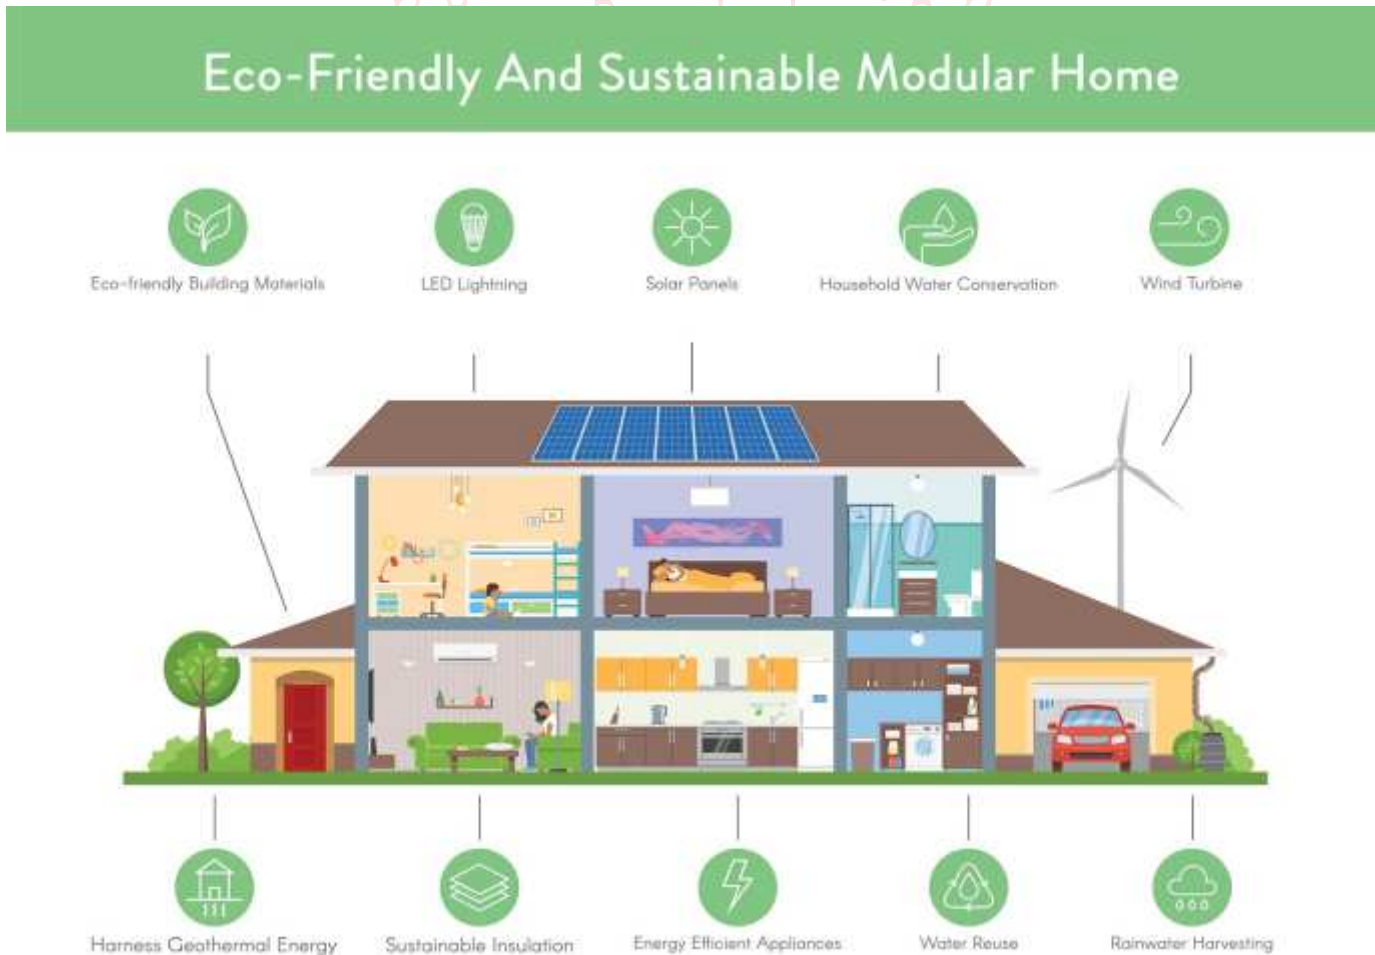 Eco-Friendly And Sustainable Modular Home
Eco-friendly Building Materials
LED Lightning
Solar Panels
Household Water Conservation
Wind Turbine
Harness Geothermal Energy
Sustainable Insulation
Energy Efficient Appliances
Water Reuse
Rainwater Harvesting